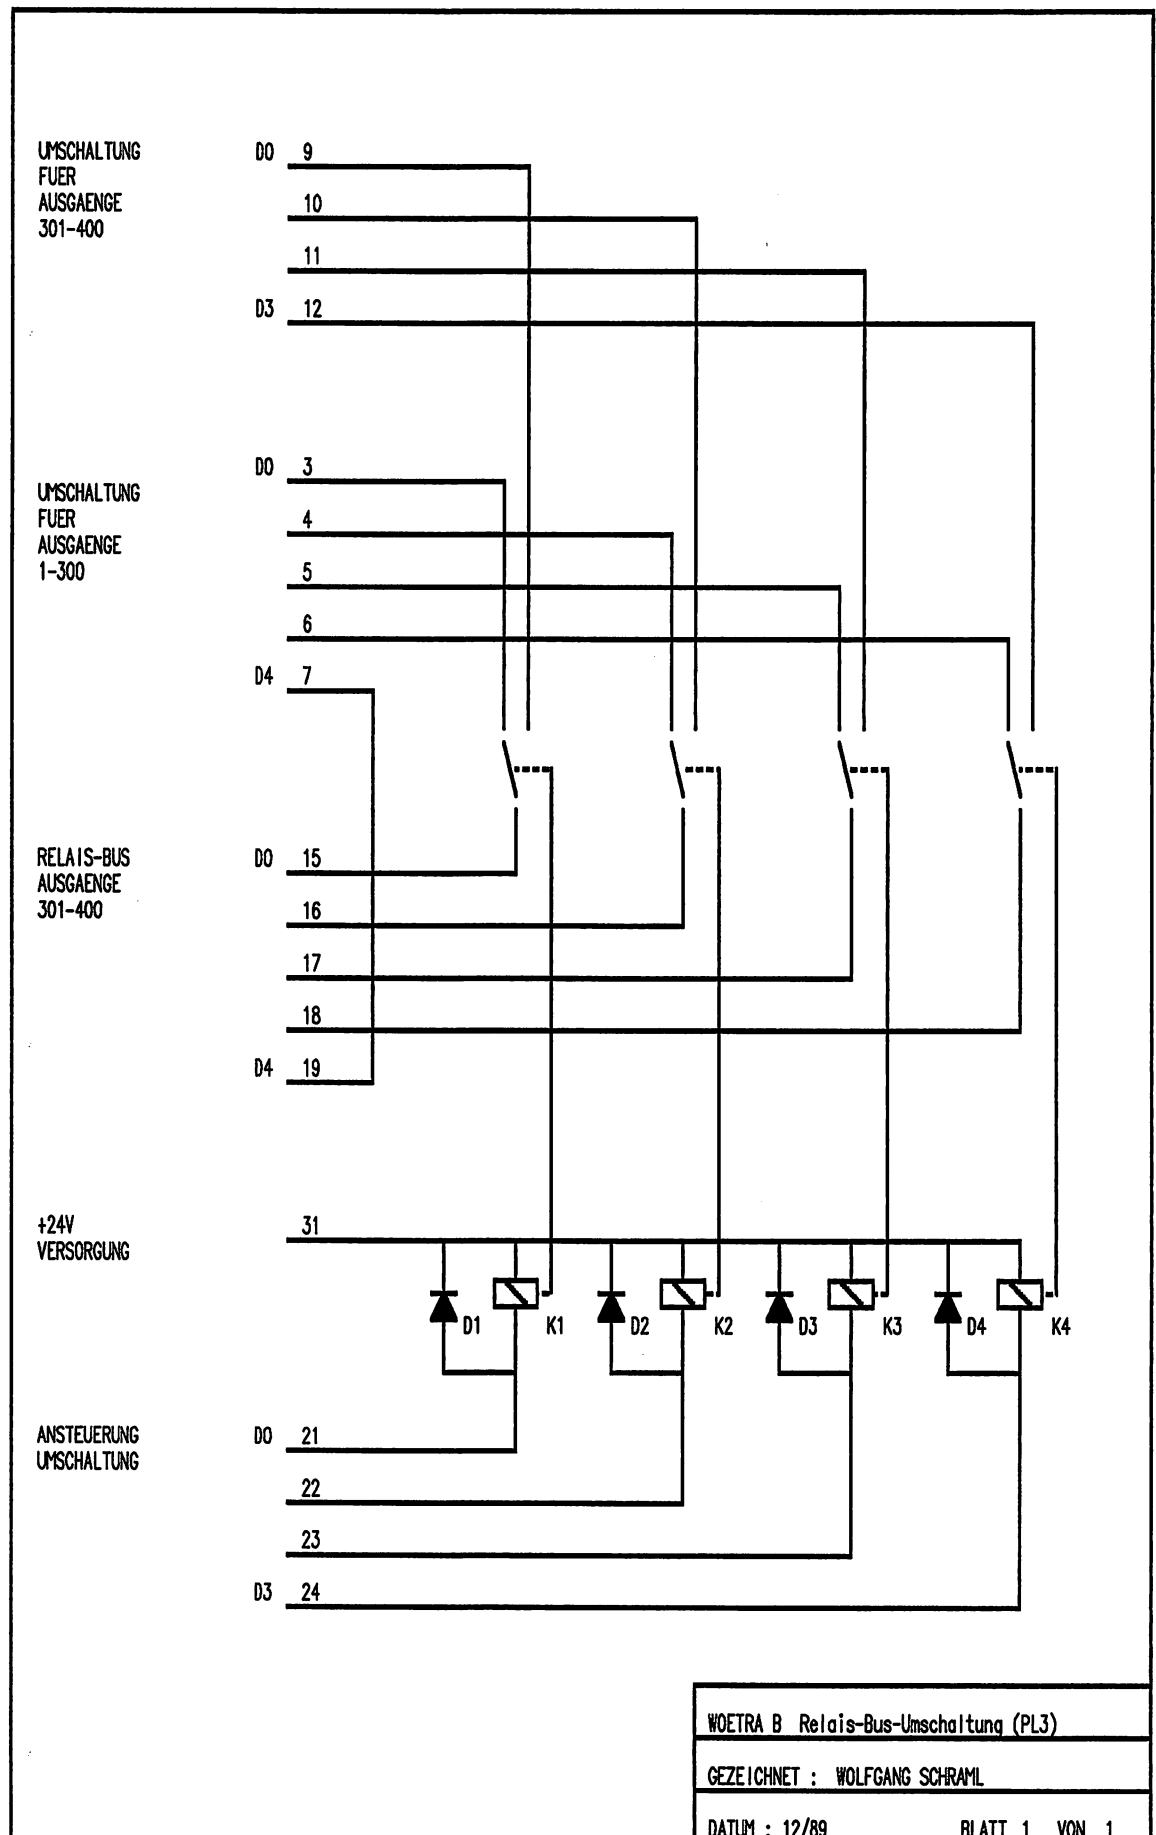 UMSCHALTUNG
FUER
AUSGAENGE
301-400
D0 9
10
11
D3 12
UMSCHALTUNG
FUER
AUSGAENGE
1-300
D0 3
4
5
6
D4 7
RELAIS-BUS
AUSGAENGE
301-400
D0 15
16
17
18
D4 19
+24V
VERSORGUNG
31
D1 K1 D2 K2 D3 K3 D4 K4
ANSTEUERUNG
UMSCHALTUNG
D0 21
22
23
D3 24
WOETRA B Relais-Bus-Umschaltung (PL3)
GEZEICHNET : WOLFGANG SCHRAML
DATUM : 12/89 BLATT 1 VON 1